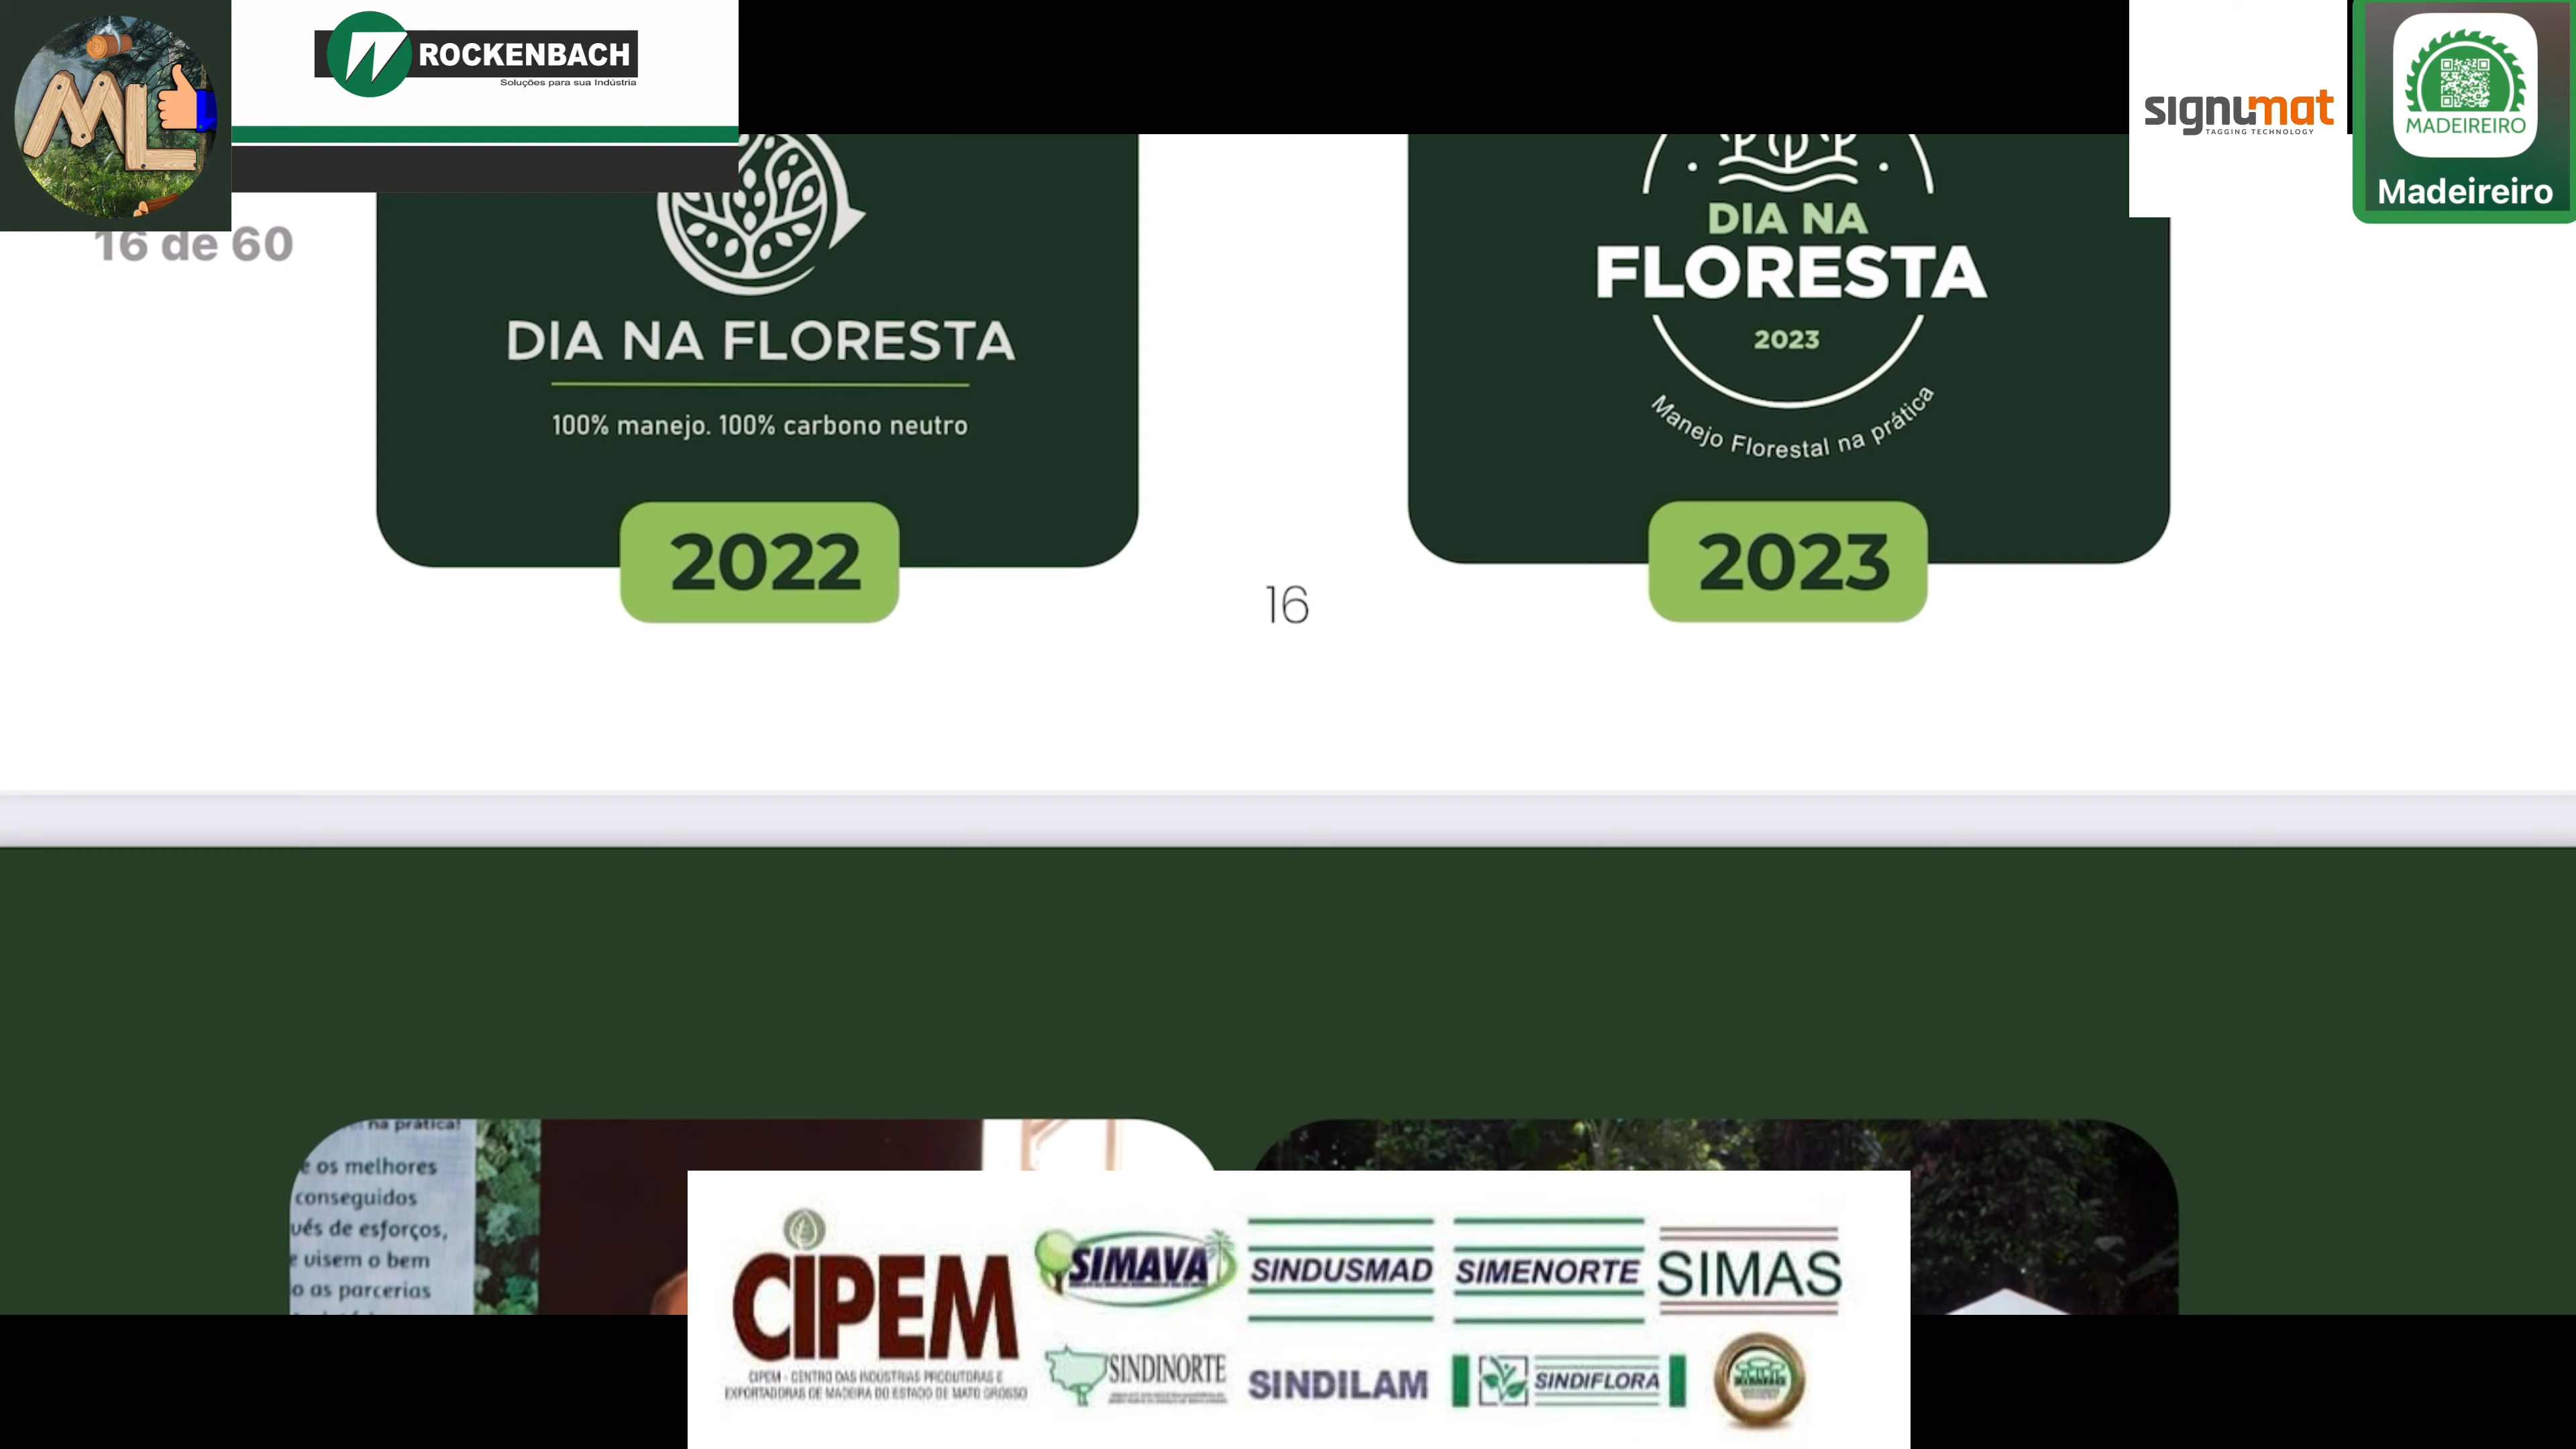 ML
ROCKENBACH
Soluções para sua Indústria
signumat
TAGGING TECHNOLOGY
MADEIREIRO
Madeireiro
16 de 60
DIA NA FLORESTA
100% manejo. 100% carbono neutro
2022
DIA NA
FLORESTA
2023
Manejo Florestal na prática
2023
16
na prática!
e os melhores
conseguidos
ués de esforços,
e visem o bem
o as parcerias
CIPEM
CIPEM - CENTRO DAS INDÚSTRIAS PRODUTORAS E
EXPORTADORAS DE MADEIRA DO ESTADO DE MATO GROSSO
SIMAVA
SINDUSMAD
SIMENORTE
SIMAS
SINDINORTE
SINDILAM
SINDIFLORA